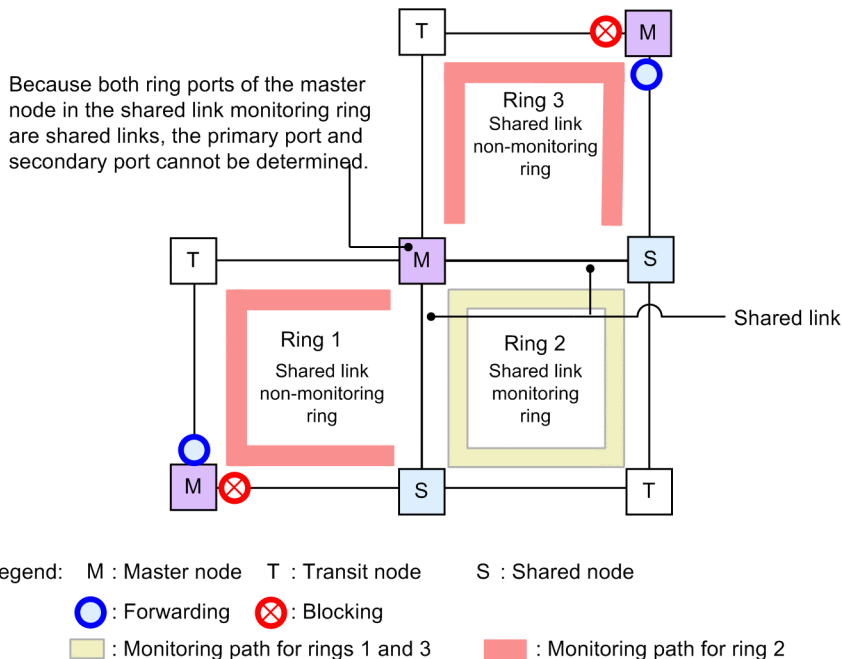 T
M
Because both ring ports of the master
node in the shared link monitoring ring
are shared links, the primary port and
secondary port cannot be determined.
Ring 3
Shared link
non-monitoring
ring
T
M
S
Ring 1
Shared link
non-monitoring
ring
Ring 2
Shared link
monitoring
ring
Shared link
M
S
T
egend: M : Master node T : Transit node S : Shared node
: Forwarding : Blocking
: Monitoring path for rings 1 and 3 : Monitoring path for ring 2